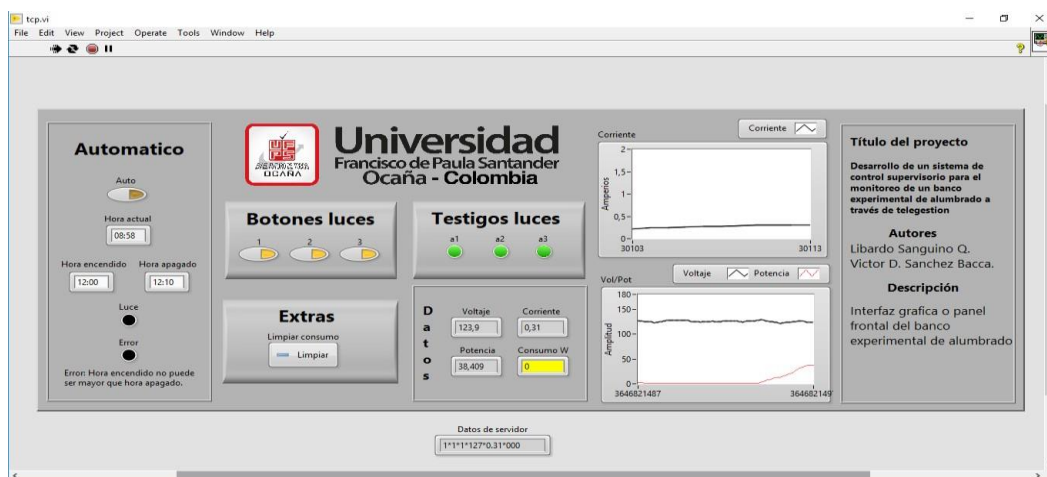 tcp.vi
File Edit View Project Operate Tools Window Help
Automatico
Auto
Hora actual
08:58
Hora encendido Hora apagado
12:00 12:10
Luce
Error
Error: Hora encendido no puede
ser mayor que hora apagado.
UFPS
OCAÑA
Universidad
Francisco de Paula Santander
Ocaña - Colombia
Botones luces
1 2 3
Testigos luces
a1 a2 a3
Extras
Limpiar consumo
Limpiar
Datos
Voltaje Corriente
123,9 0,31
Potencia Consumo W
38,409 0
Corriente
Corriente
Amperios
2
1,5
1
0,5
0
30103 30113
Vol/Pot
Voltaje Potencia
Amplitud
180
150
100
50
0
3646821487 364682149
Título del proyecto
Desarrollo de un sistema de
control supervisorio para el
monitoreo de un banco
experimental de alumbrado a
través de telegestion
Autores
Libardo Sanguino Q.
Victor D. Sanchez Bacca.
Descripción
Interfaz grafica o panel
frontal del banco
experimental de alumbrado
Datos de servidor
1*1*1*127*0.31*000